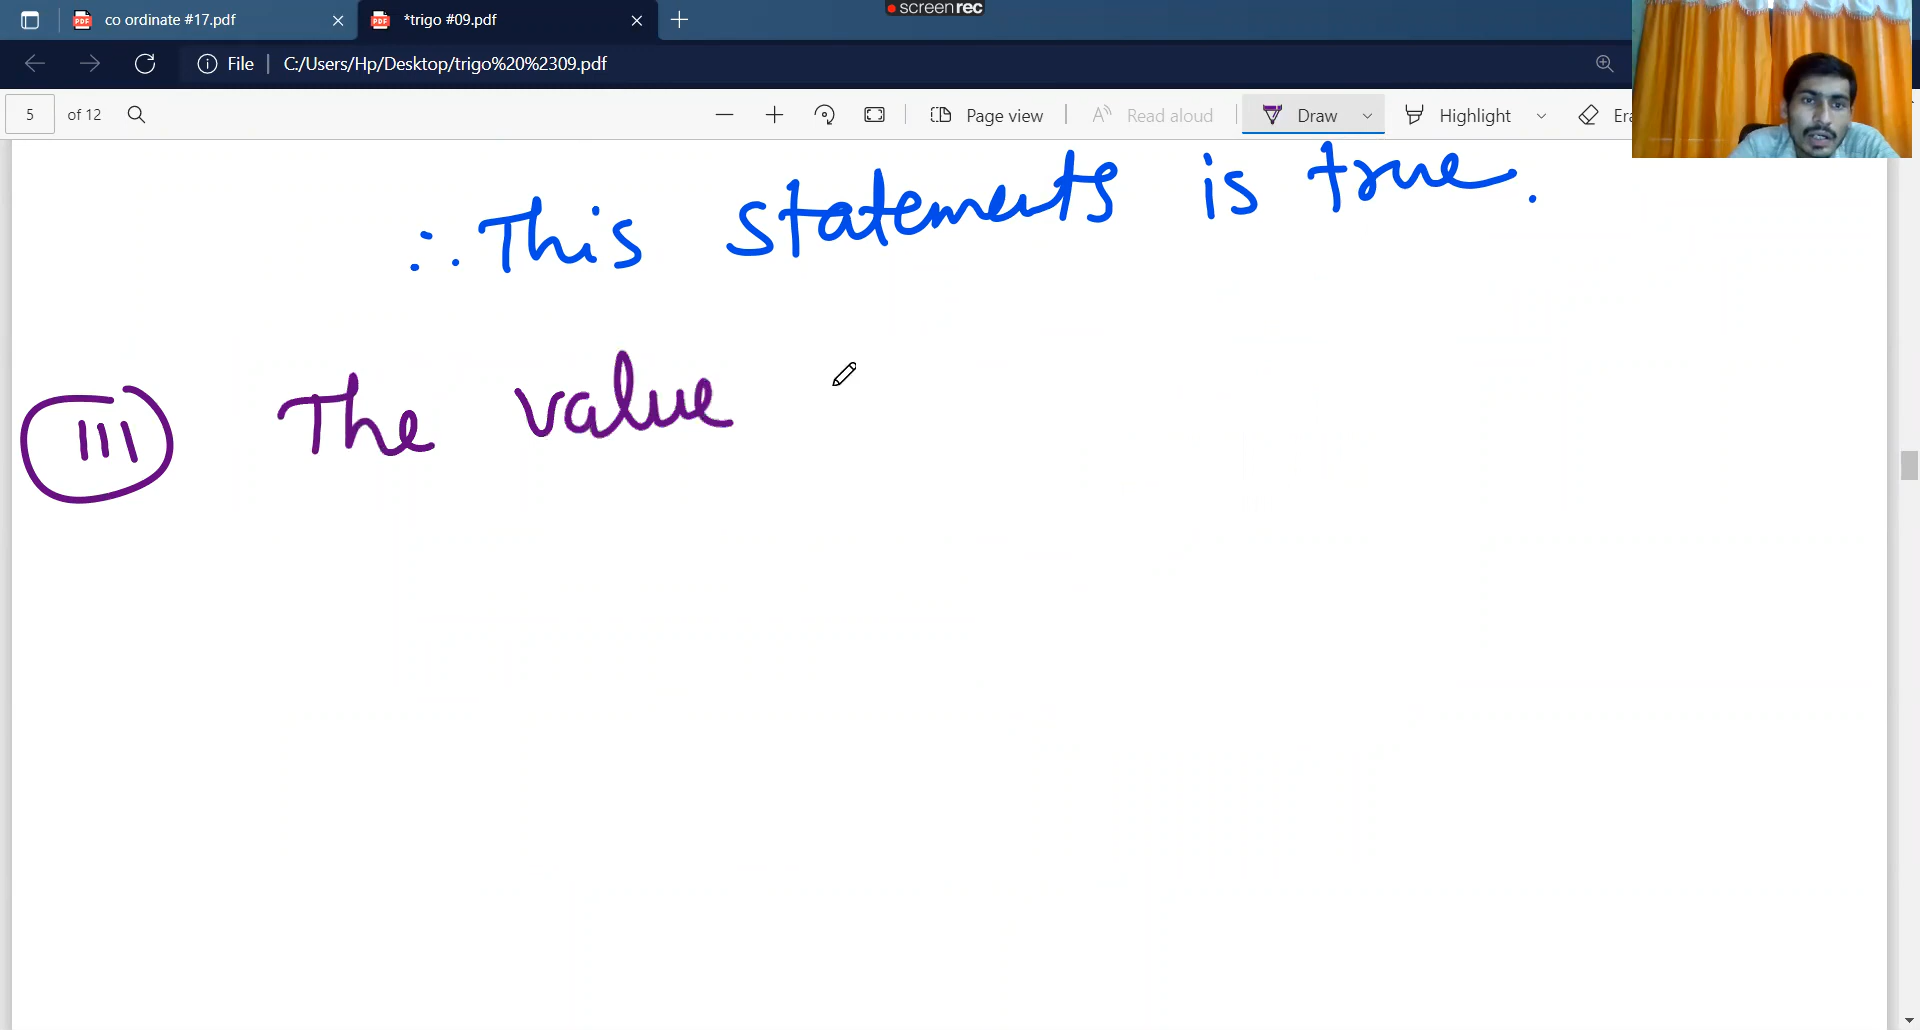 co ordinate #17.pdf
*trigo #09.pdf
screenrec
File
C:/Users/Hp/Desktop/trigo%20%2309.pdf
5 of 12
Page view
Read aloud
Draw
Highlight
∴ This statements is true.
III The value